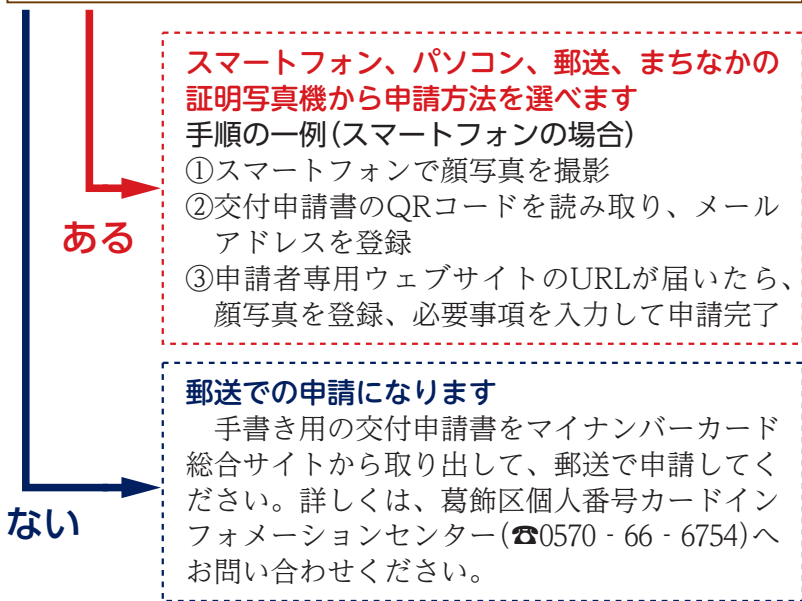 スマートフォン、パソコン、郵送、まちなかの
証明写真機から申請方法を選べます
手順の一例(スマートフォンの場合)
①スマートフォンで顔写真を撮影
②交付申請書のQRコードを読み取り、メール
アドレスを登録
③申請者専用ウェブサイトのURLが届いたら、
顔写真を登録、必要事項を入力して申請完了
ある
郵送での申請になります
手書き用の交付申請書をマイナンバーカード
総合サイトから取り出して、郵送で申請してく
ださい。詳しくは、葛飾区個人番号カードイン
フォメーションセンター(☎0570‐66‐6754)へ
お問い合わせください。
ない